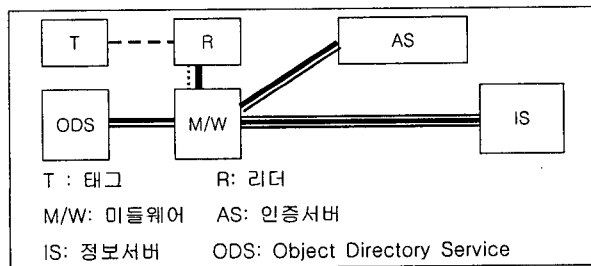 T
R
AS
ODS
M/W
IS
T : 태그 R: 리더
M/W: 미들웨어 AS: 인증서버
IS: 정보서버 ODS: Object Directory Service